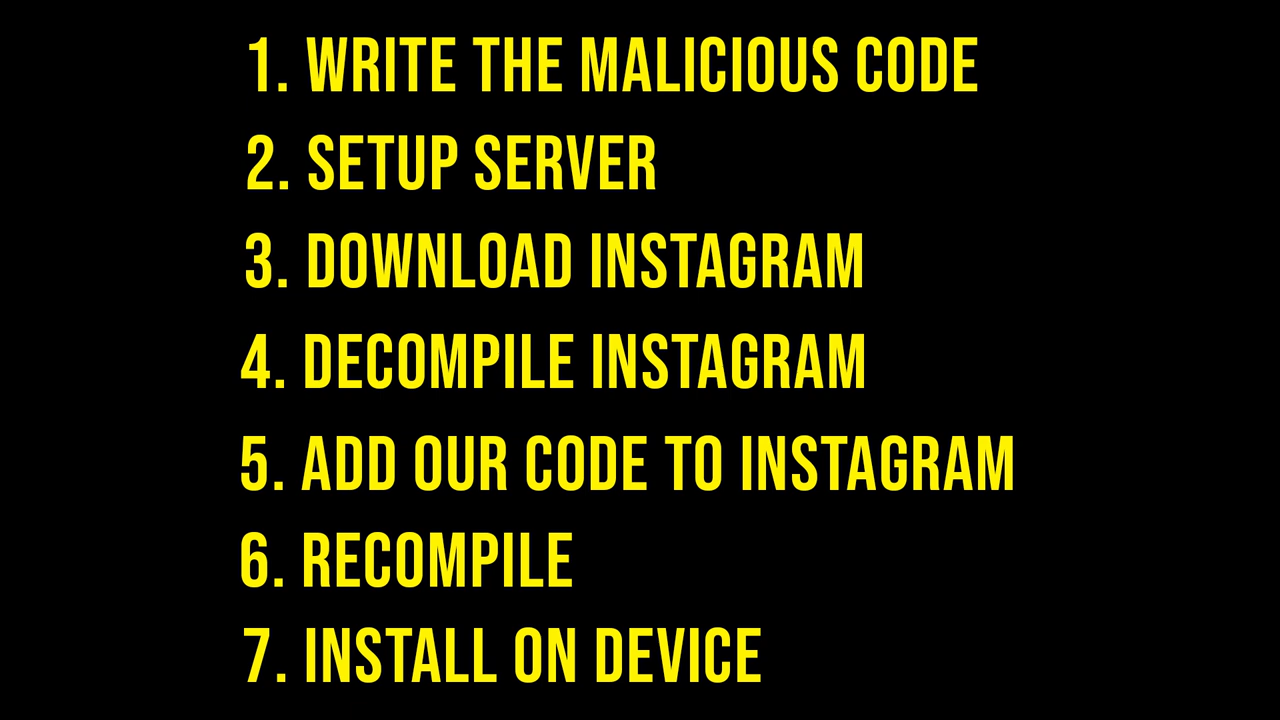 1. WRITE THE MALICIOUS CODE
2. SETUP SERVER
3. DOWNLOAD INSTAGRAM
4. DECOMPILE INSTAGRAM
5. ADD OUR CODE TO INSTAGRAM
6. RECOMPILE
7. INSTALL ON DEVICE